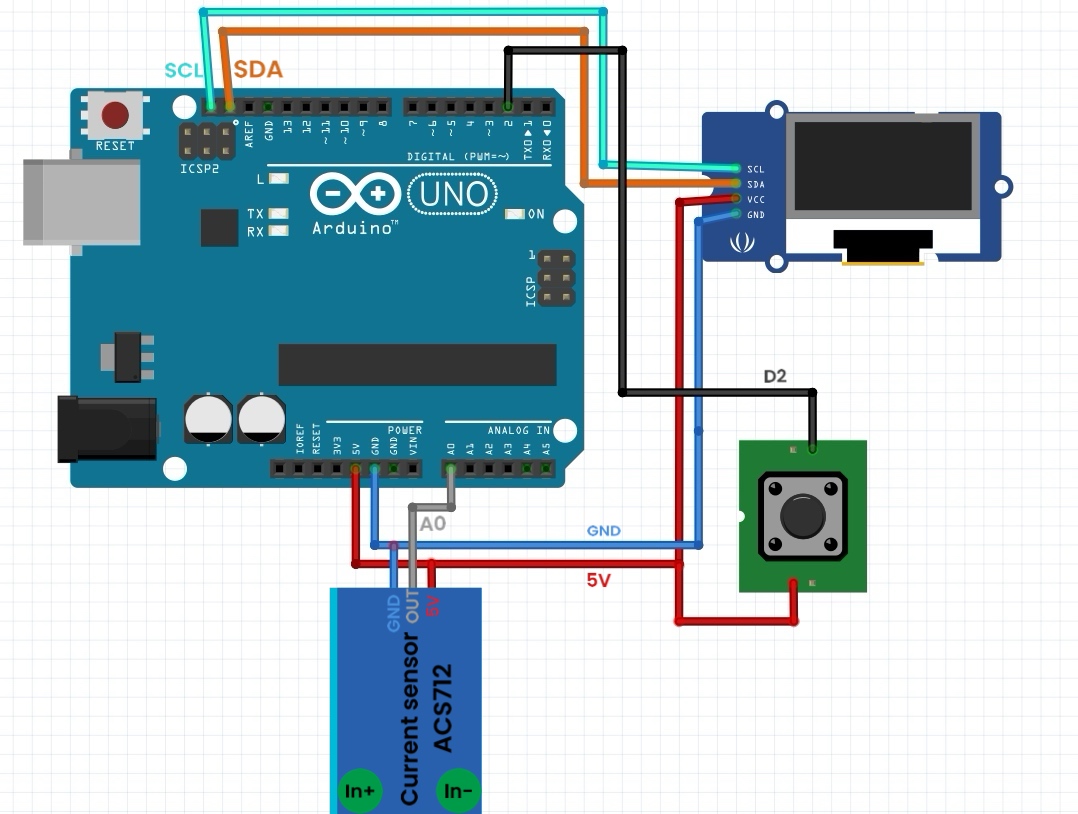 SCL SDA
RESET
ICSP2
AREF
GND
13
12
~11
~10
~9
8
7
~6
~5
4
~3
2
TX0▶1
RX0◀0
DIGITAL (PWM=~)
L
TX
RX
UNO
Arduino™
ON
1
ICSP
SCL
SDA
VCC
GND
D2
POWER
ANALOG IN
IOREF
RESET
3V3
5V
GND
GND
VIN
A0
A1
A2
A3
A4
A5
A0
GND
5V
GND
OUT
5V
Current sensor
ACS712
In+
In-